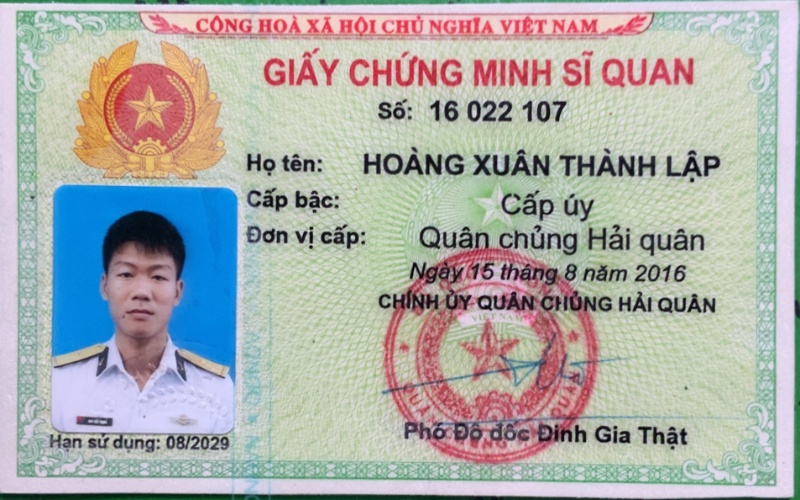 CỘNG HOÀ XÃ HỘI CHỦ NGHĨA VIỆT NAM
GIẤY CHỨNG MINH SĨ QUAN
Số: 16 022 107
Họ tên: HOÀNG XUÂN THÀNH LẬP
Cấp bậc: Cấp úy
Đơn vị cấp: Quân chủng Hải quân
Ngày 15 tháng 8 năm 2016
CHÍNH ỦY QUÂN CHỦNG HẢI QUÂN
VIỆT NAM
Phó Đô đốc Đinh Gia Thật
Hạn sử dụng: 08/2029